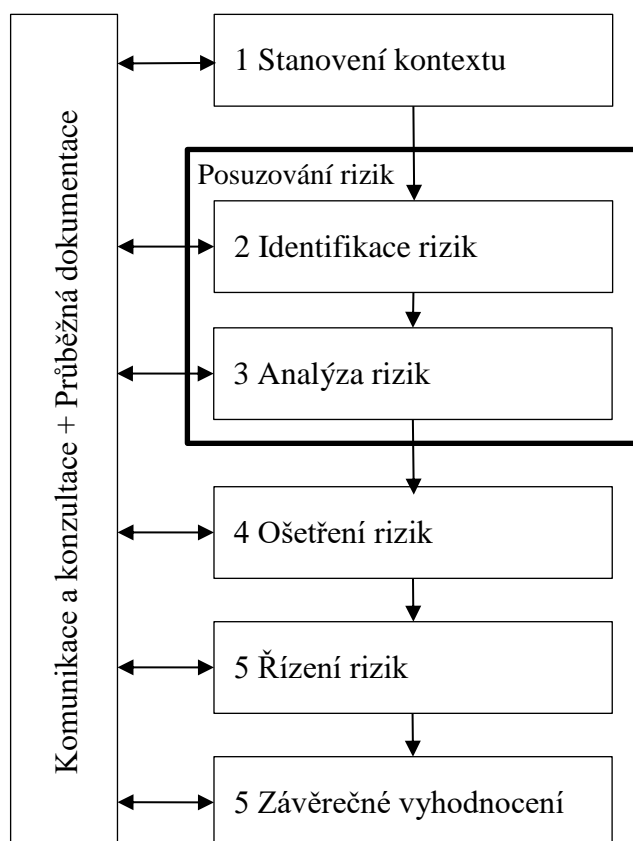 Komunikace a konzultace + Průběžná dokumentace
1 Stanovení kontextu
Posuzování rizik
2 Identifikace rizik
3 Analýza rizik
4 Ošetření rizik
5 Řízení rizik
5 Závěrečné vyhodnocení